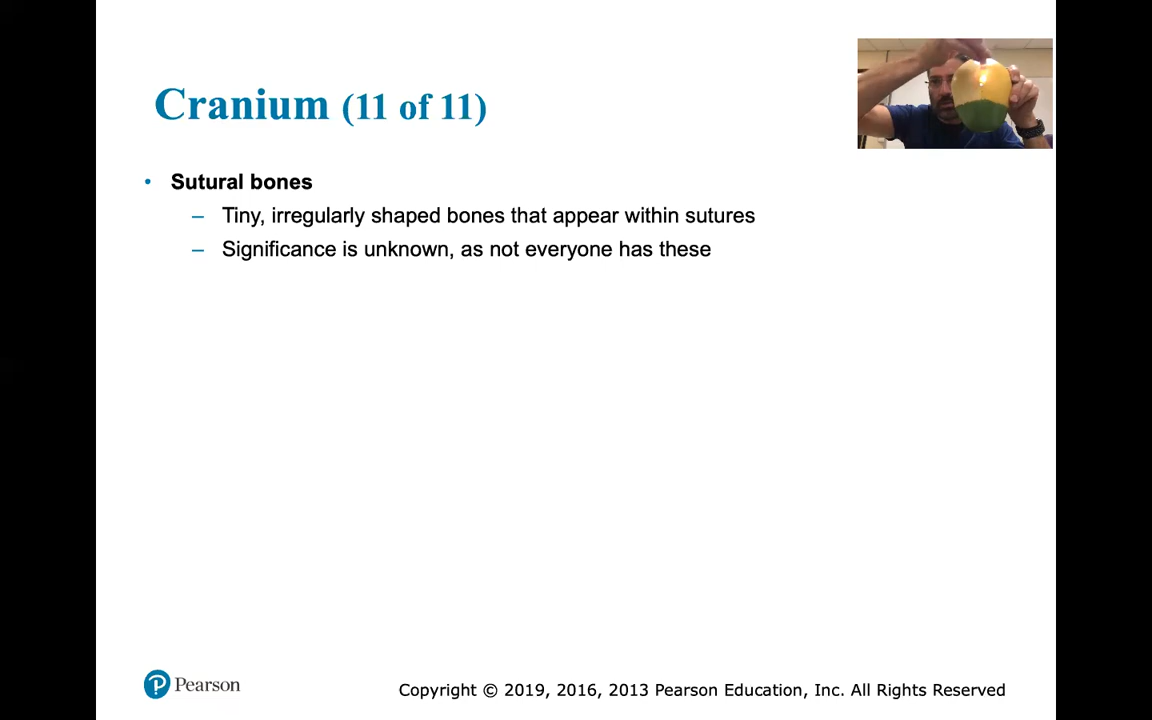 Cranium (11 of 11)
• Sutural bones
– Tiny, irregularly shaped bones that appear within sutures
– Significance is unknown, as not everyone has these
Pearson
Copyright © 2019, 2016, 2013 Pearson Education, Inc. All Rights Reserved